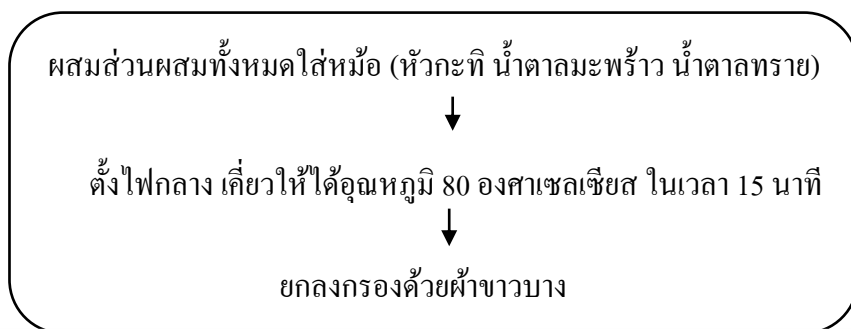 ผสมส่วนผสมทั้งหมดใส่หม้อ (หัวกะทิ น้ำตาลมะพร้าว น้ำตาลทราย)
ตั้งไฟกลาง เคี่ยวให้ได้อุณหภูมิ 80 องศาเซลเซียส ในเวลา 15 นาที
ยกลงกรองด้วยผ้าขาวบาง